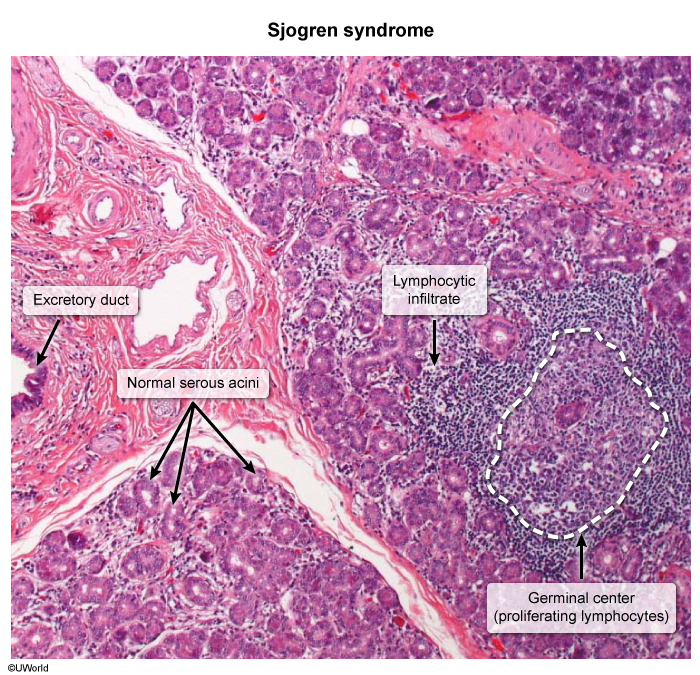 Sjogren syndrome
Lymphocytic
infiltrate
Excretory duct
Normal serous acini
Germinal center
(proliferating lymphocytes)
©UWorld